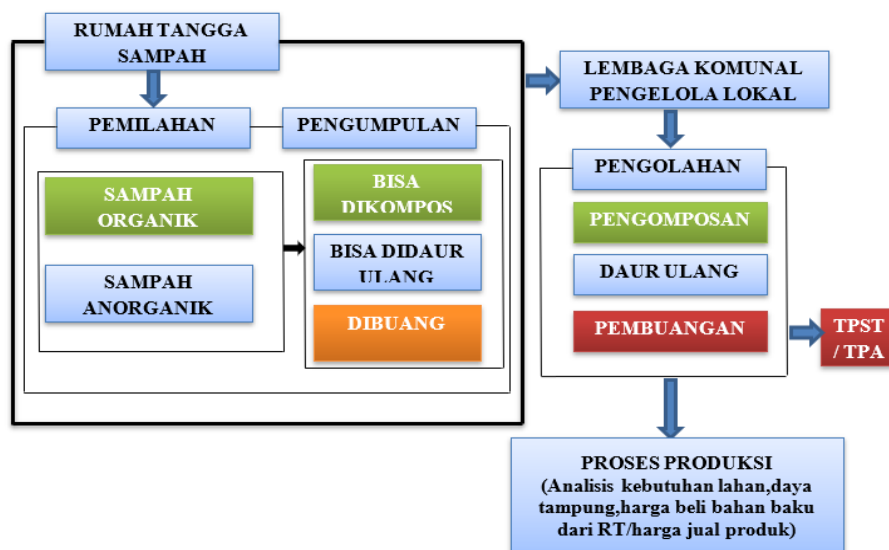 RUMAH TANGGA
SAMPAH
PEMILAHAN
PENGUMPULAN
SAMPAH
ORGANIK
SAMPAH
ANORGANIK
BISA
DIKOMPOS
BISA DIDAUR
ULANG
DIBUANG
LEMBAGA KOMUNAL
PENGELOLA LOKAL
PENGOLAHAN
PENGOMPOSAN
DAUR ULANG
PEMBUANGAN
TPST
/ TPA
PROSES PRODUKSI
(Analisis kebutuhan lahan,daya
tampung,harga beli bahan baku
dari RT/harga jual produk)